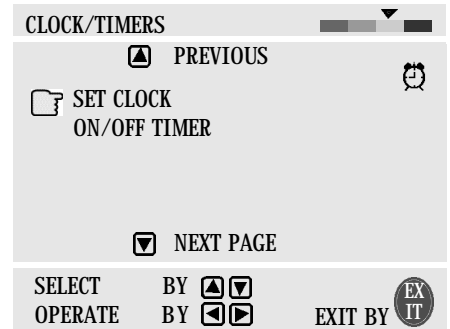 CLOCK/TIMERS
PREVIOUS
SET CLOCK
ON/OFF TIMER
NEXT PAGE
SELECT BY
OPERATE BY
EXIT BY EX
IT